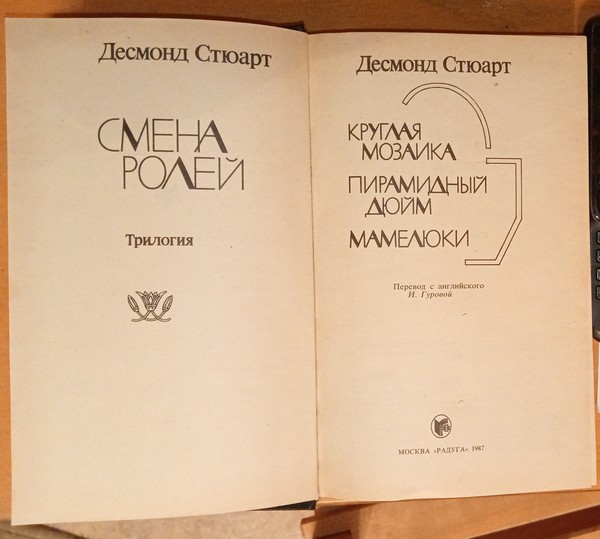 Десмонд Стюарт
СМЕНА
РОЛЕЙ
Трилогия
Десмонд Стюарт
КРУГЛАЯ
МОЗАИКА
ПИРАМИДНЫЙ
ДЮЙМ
МАМЕЛЮКИ
Перевод с английского
И. Гуровой
МОСКВА «РАДУГА» 1987